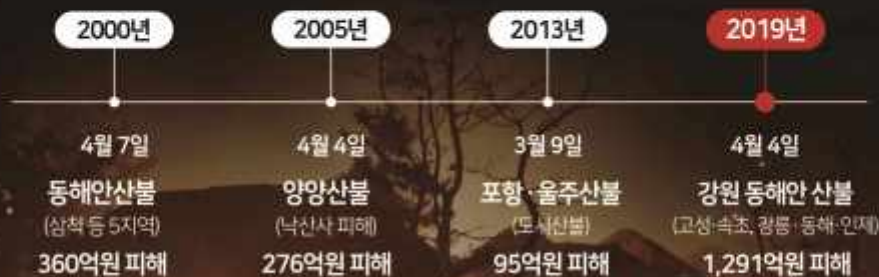 2000년
2005년
2013년
2019년
4월 7일
4월 4일
3월 9일
4월 4일
동해안산불
양양산불
포항·울주산불
강원 동해안 산불
(삼척 등 5지역)
(낙산사 피해)
(도시산불)
(고성·속초, 강릉·동해·인제)
360억원 피해
276억원 피해
95억원 피해
1,291억원 피해